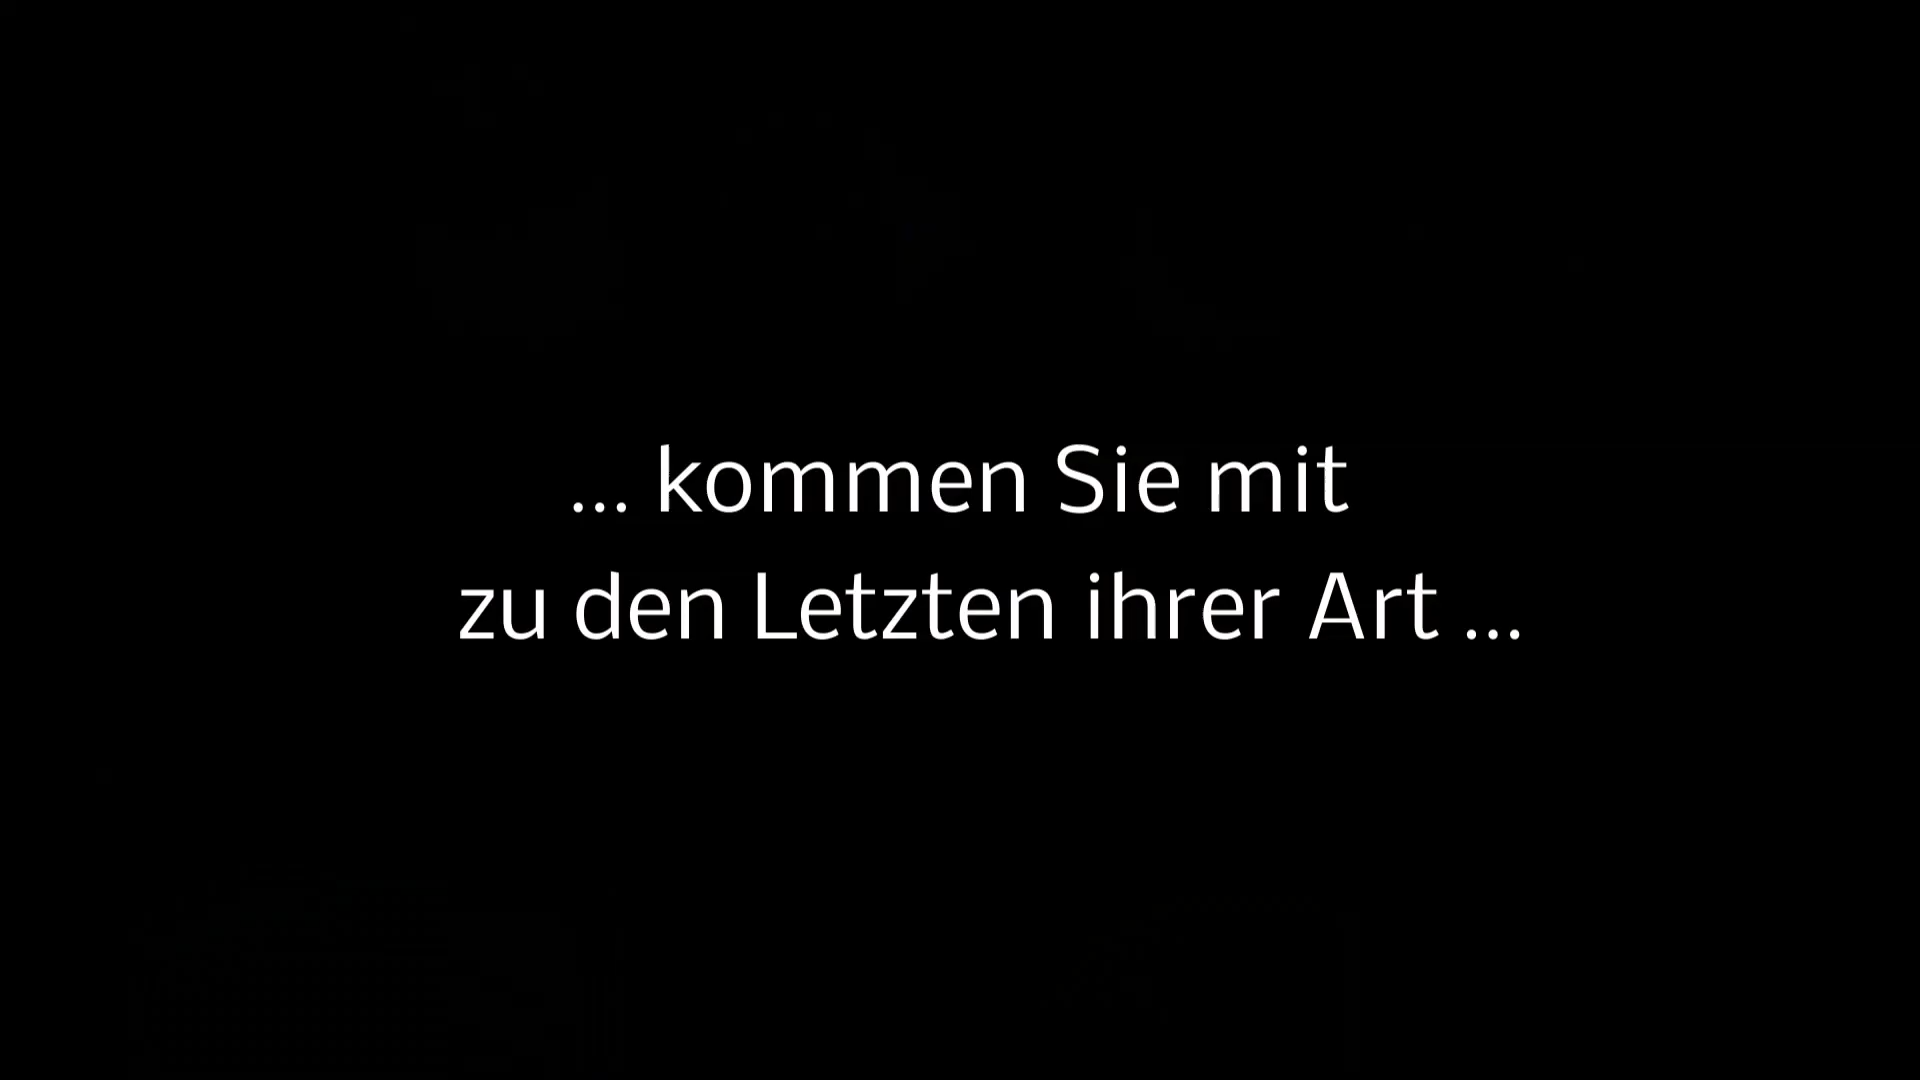 ... kommen Sie mit
zu den Letzten ihrer Art ...